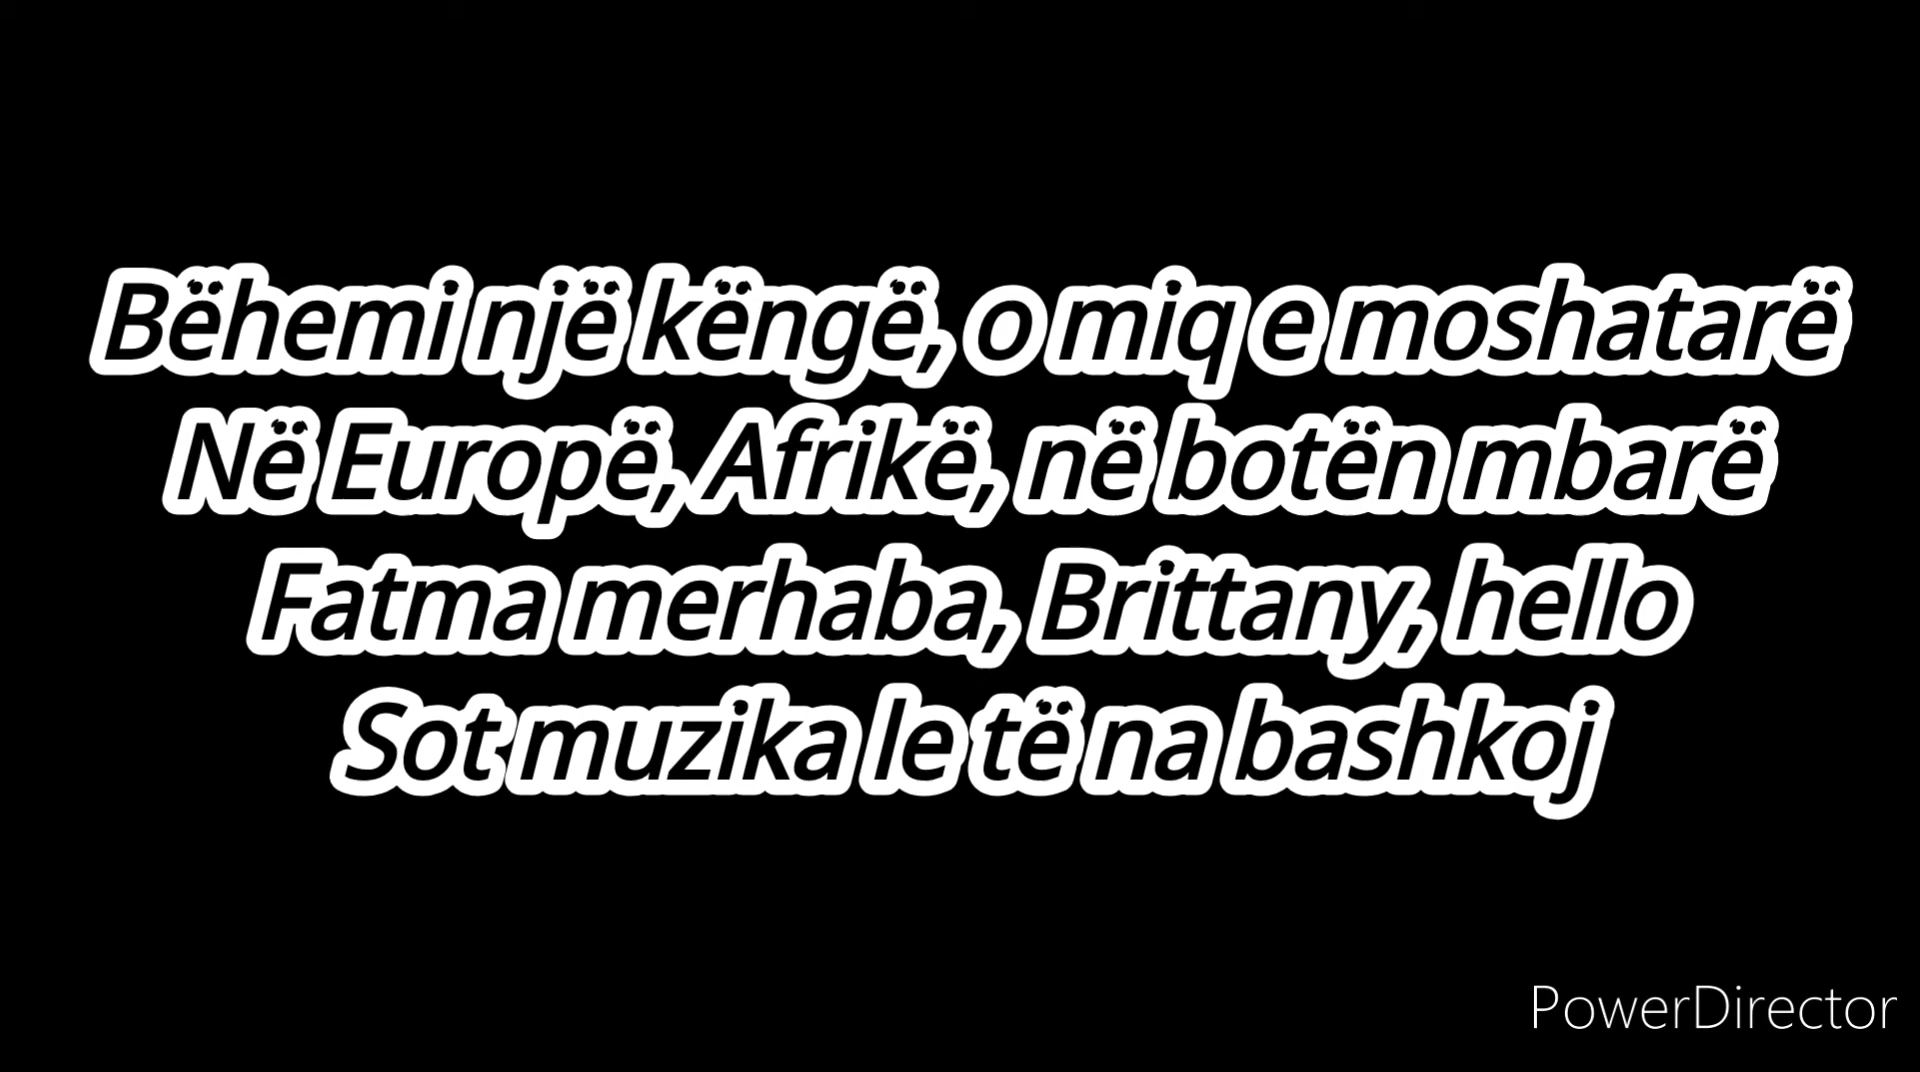 Bëhemi një këngë, o miq e moshatarë
Në Europë, Afrikë, në botën mbarë
Fatma merhaba, Brittany, hello
Sot muzika le të na bashkoj
PowerDirector